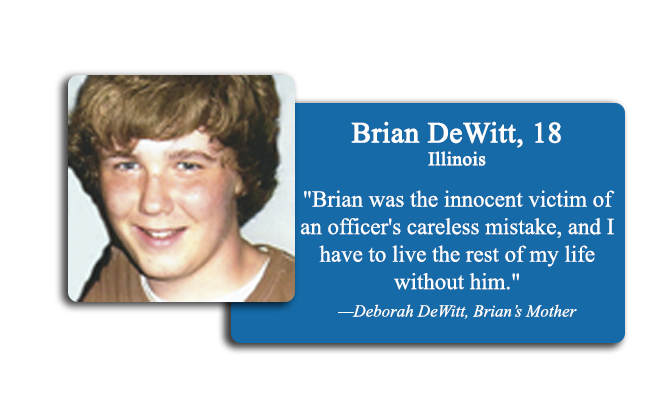 Brian DeWitt, 18
Illinois
"Brian was the innocent victim of
an officer's careless mistake, and I
have to live the rest of my life
without him."
—Deborah DeWitt, Brian’s Mother